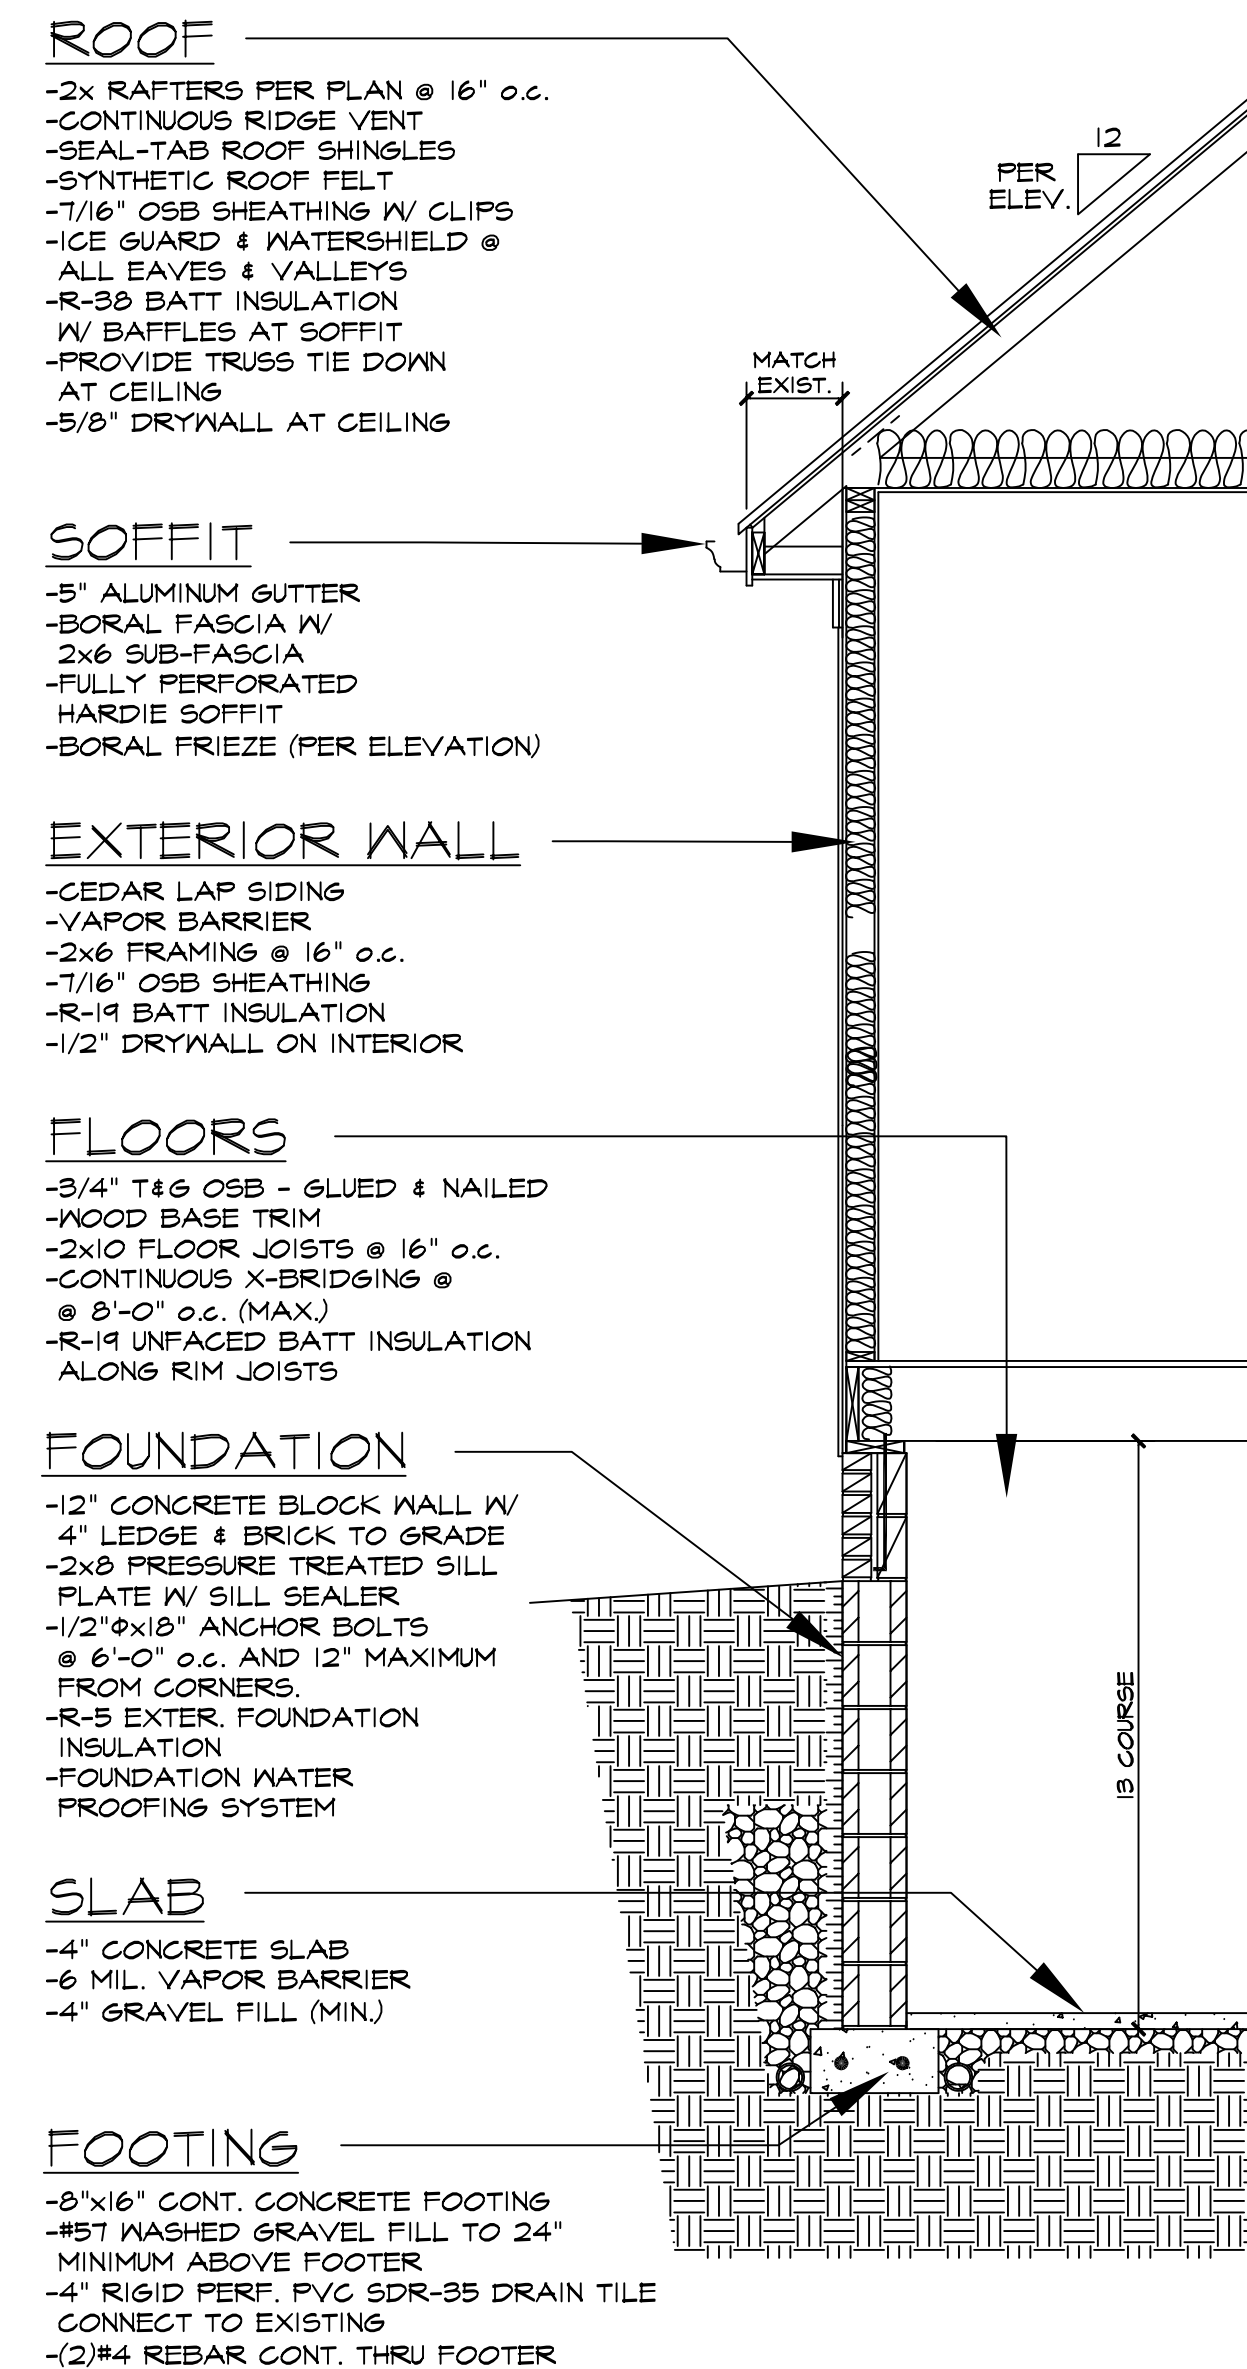 ROOF
-2x RAFTERS PER PLAN @ 16" o.c.
-CONTINUOUS RIDGE VENT
-SEAL-TAB ROOF SHINGLES
-SYNTHETIC ROOF FELT
-7/16" OSB SHEATHING W/ CLIPS
-ICE GUARD & WATERSHIELD @
ALL EAVES & VALLEYS
-R-38 BATT INSULATION
W/ BAFFLES AT SOFFIT
-PROVIDE TRUSS TIE DOWN
AT CEILING
-5/8" DRYWALL AT CEILING
12
PER
ELEV.
MATCH
EXIST.
SOFFIT
-5" ALUMINUM GUTTER
-BORAL FASCIA W/
2x6 SUB-FASCIA
-FULLY PERFORATED
HARDIE SOFFIT
-BORAL FRIEZE (PER ELEVATION)
EXTERIOR WALL
-CEDAR LAP SIDING
-VAPOR BARRIER
-2x6 FRAMING @ 16" o.c.
-7/16" OSB SHEATHING
-R-19 BATT INSULATION
-1/2" DRYWALL ON INTERIOR
FLOORS
-3/4" T&G OSB - GLUED & NAILED
-WOOD BASE TRIM
-2x10 FLOOR JOISTS @ 16" o.c.
-CONTINUOUS X-BRIDGING @
@ 8'-0" o.c. (MAX.)
-R-19 UNFACED BATT INSULATION
ALONG RIM JOISTS
FOUNDATION
-12" CONCRETE BLOCK WALL W/
4" LEDGE & BRICK TO GRADE
-2x8 PRESSURE TREATED SILL
PLATE W/ SILL SEALER
-1/2"Φx18" ANCHOR BOLTS
@ 6'-0" o.c. AND 12" MAXIMUM
FROM CORNERS.
-R-5 EXTER. FOUNDATION
INSULATION
-FOUNDATION WATER
PROOFING SYSTEM
13 COURSE
SLAB
-4" CONCRETE SLAB
-6 MIL. VAPOR BARRIER
-4" GRAVEL FILL (MIN.)
FOOTING
-8"x16" CONT. CONCRETE FOOTING
-#57 WASHED GRAVEL FILL TO 24"
MINIMUM ABOVE FOOTER
-4" RIGID PERF. PVC SDR-35 DRAIN TILE
CONNECT TO EXISTING
-(2)#4 REBAR CONT. THRU FOOTER